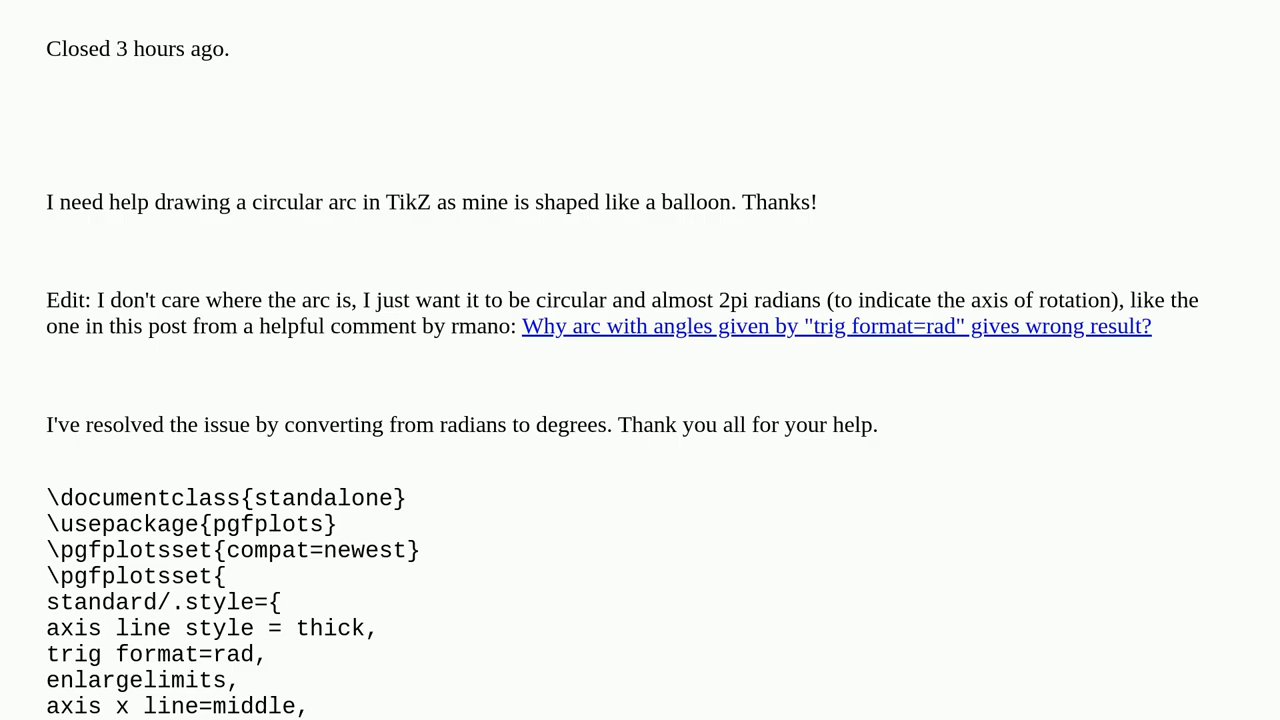 Closed 3 hours ago.
I need help drawing a circular arc in TikZ as mine is shaped like a balloon. Thanks!
Edit: I don't care where the arc is, I just want it to be circular and almost 2pi radians (to indicate the axis of rotation), like the
one in this post from a helpful comment by rmano: Why arc with angles given by "trig format=rad" gives wrong result?
I've resolved the issue by converting from radians to degrees. Thank you all for your help.
\documentclass{standalone}
\usepackage{pgfplots}
\pgfplotsset{compat=newest}
\pgfplotsset{
standard/.style={
axis line style = thick,
trig format=rad,
enlargelimits,
axis x line=middle,